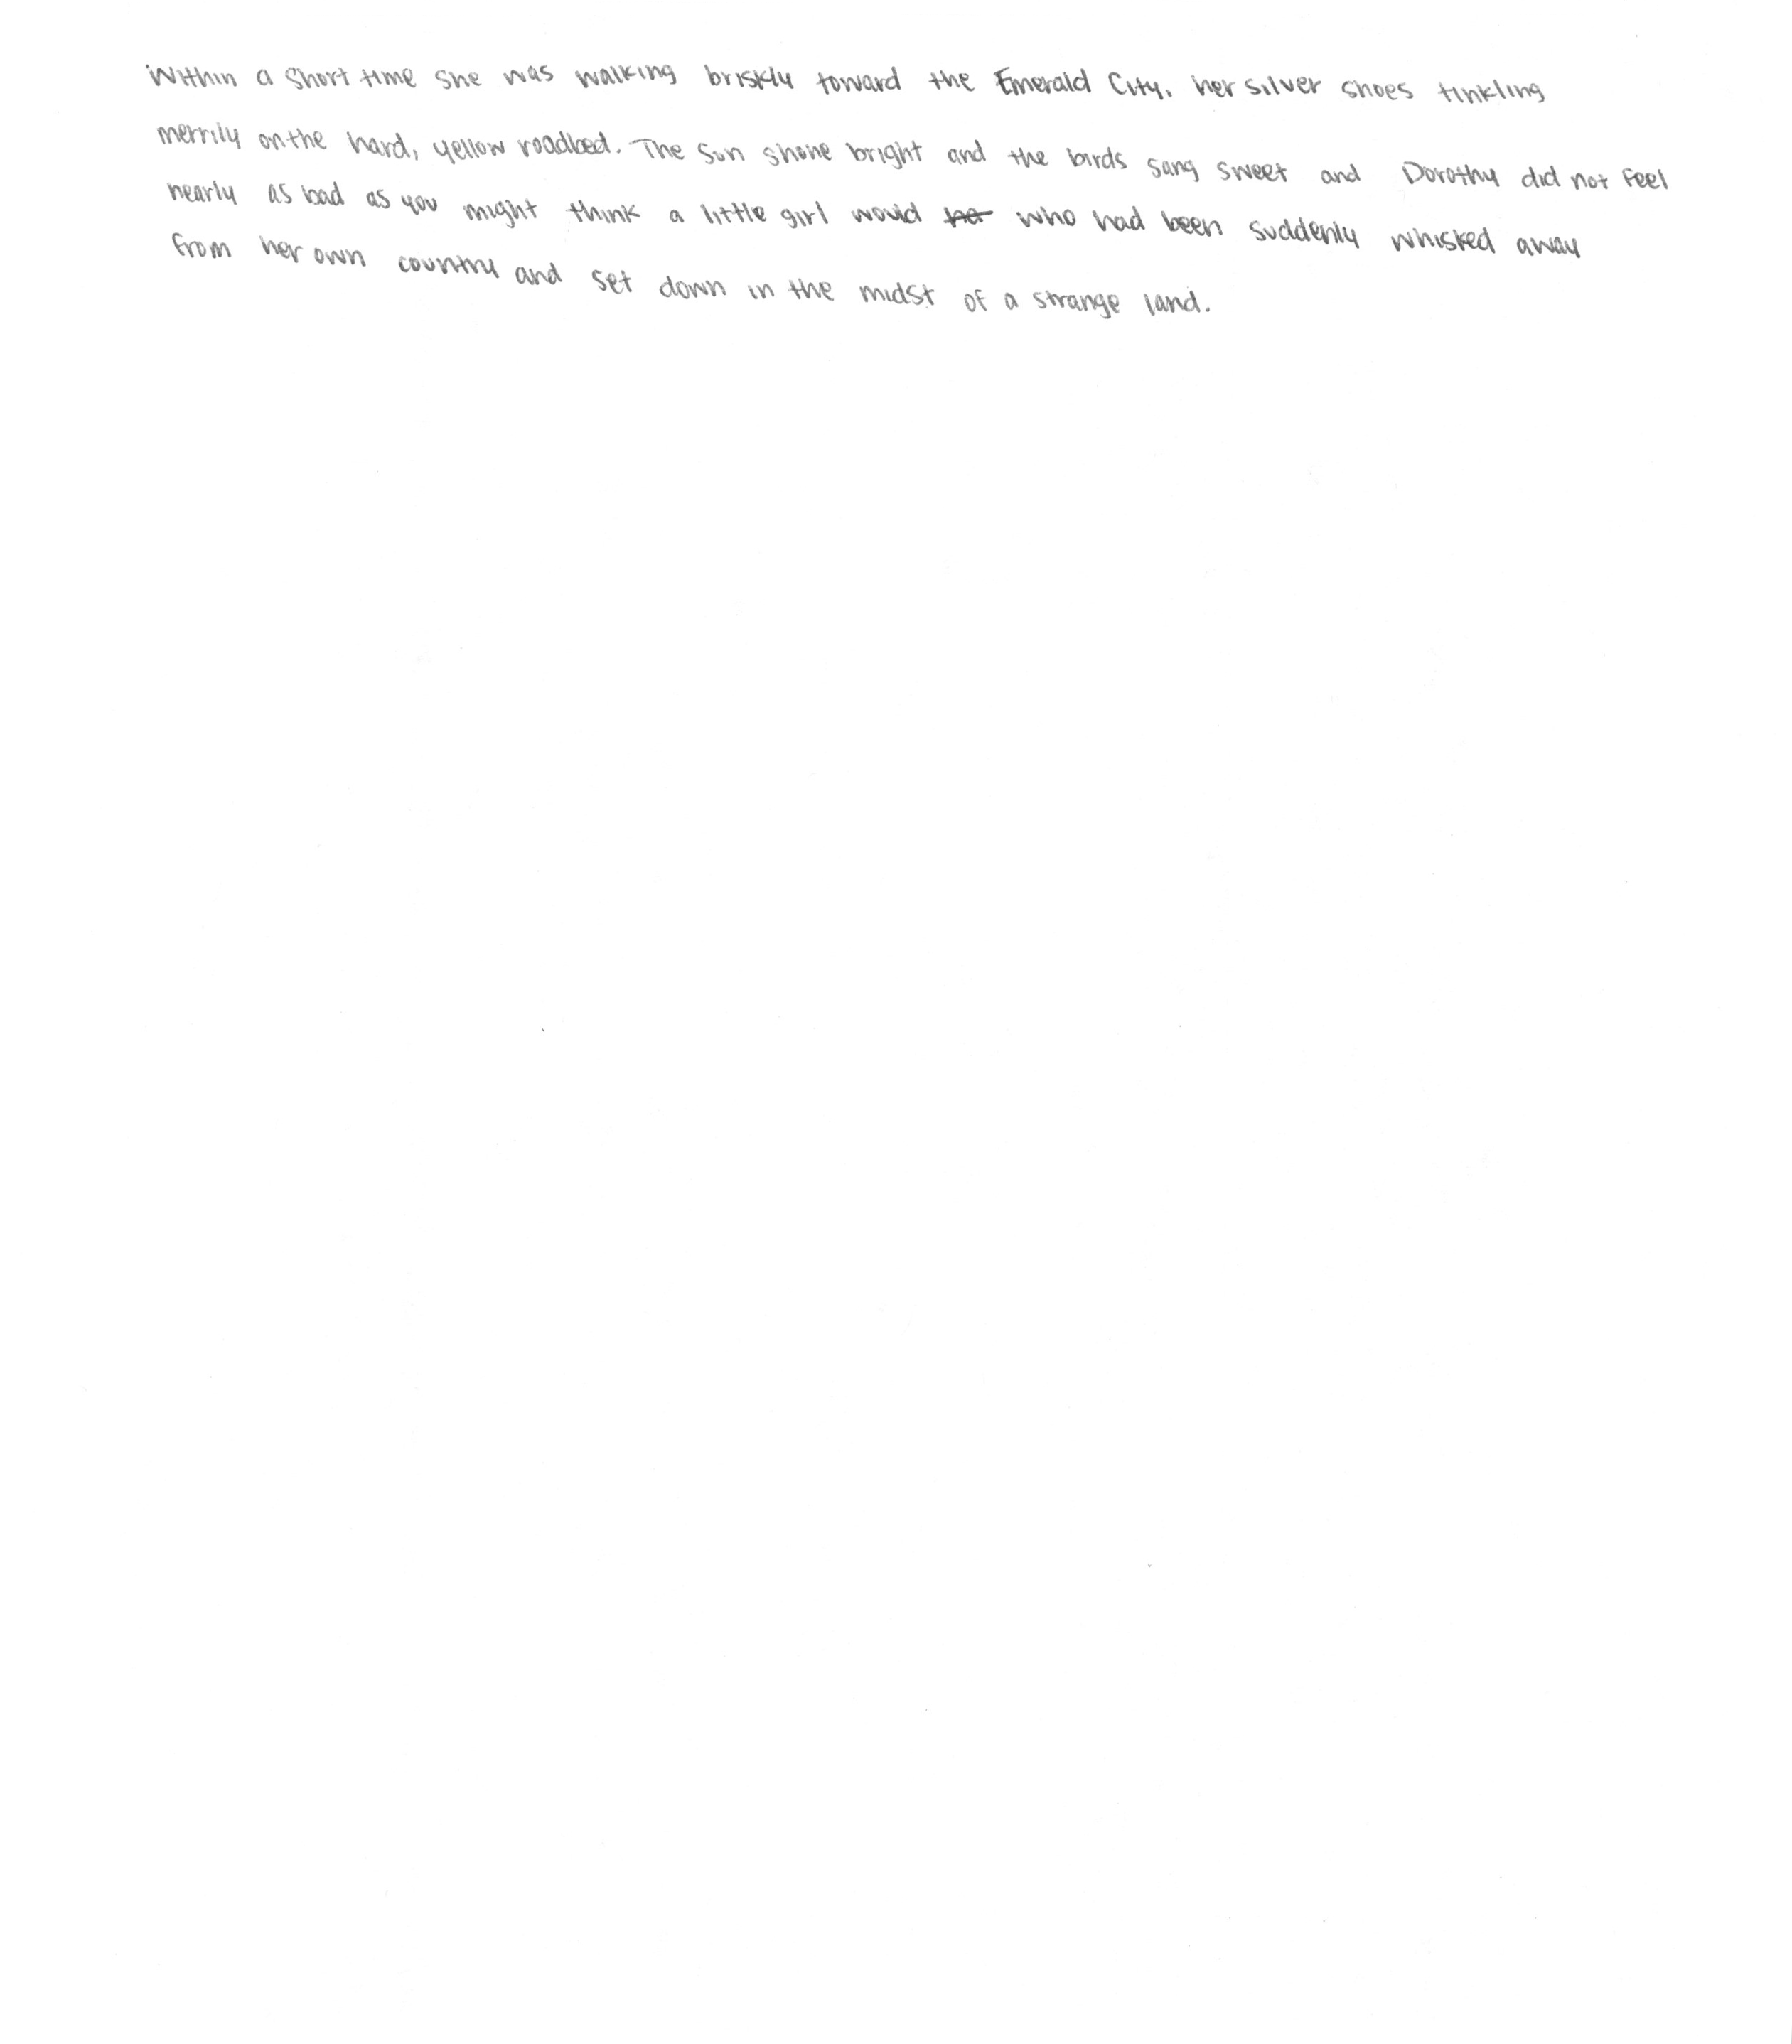 Within a short time she was walking briskly toward the Emerald City, her silver shoes tinkling
merrily on the hard, yellow roadbed. The sun shone bright and the birds sang sweet and Dorothy did not feel
nearly as bad as you might think a little girl would who had been suddenly whisked away
from her own country and set down in the midst of a strange land.